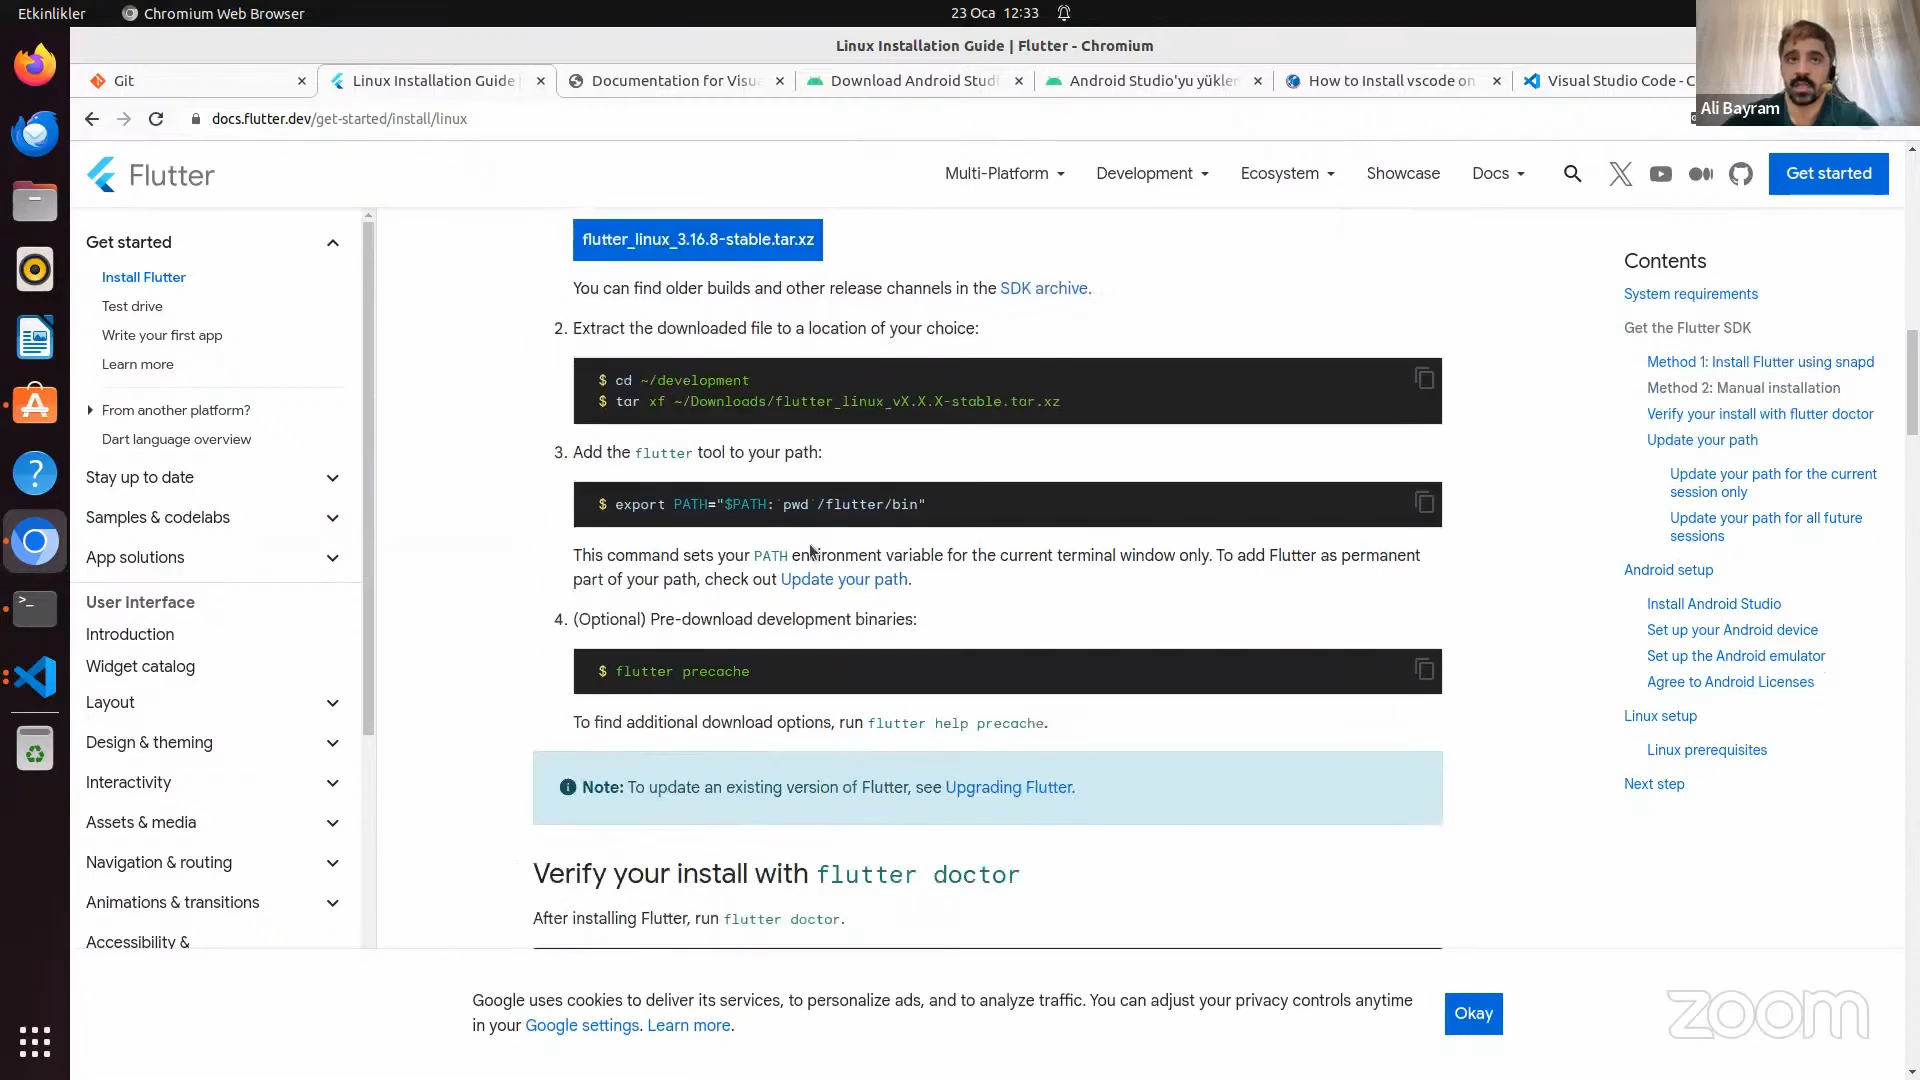 Etkinlikler
Chromium Web Browser
23 Oca 12:33
Linux Installation Guide | Flutter - Chromium
Git
Linux Installation Guide
Documentation for Visu
Download Android Stud
Android Studio'yu yükler
How to Install vscode on
Visual Studio Code - C
Ali Bayram
docs.flutter.dev/get-started/install/linux
Flutter
Multi-Platform
Development
Ecosystem
Showcase
Docs
Get started
Get started
Install Flutter
Test drive
Write your first app
Learn more
From another platform?
Dart language overview
Stay up to date
Samples & codelabs
App solutions
User Interface
Introduction
Widget catalog
Layout
Design & theming
Interactivity
Assets & media
Navigation & routing
Animations & transitions
Accessibility &
flutter_linux_3.16.8-stable.tar.xz
You can find older builds and other release channels in the SDK archive.
2. Extract the downloaded file to a location of your choice:
$ cd ~/development
$ tar xf ~/Downloads/flutter_linux_vX.X.X-stable.tar.xz
3. Add the flutter tool to your path:
$ export PATH="$PATH:`pwd`/flutter/bin"
This command sets your PATH environment variable for the current terminal window only. To add Flutter as permanent
part of your path, check out Update your path.
4. (Optional) Pre-download development binaries:
$ flutter precache
To find additional download options, run flutter help precache.
Note: To update an existing version of Flutter, see Upgrading Flutter.
Verify your install with flutter doctor
After installing Flutter, run flutter doctor.
Contents
System requirements
Get the Flutter SDK
Method 1: Install Flutter using snapd
Method 2: Manual installation
Verify your install with flutter doctor
Update your path
Update your path for the current
session only
Update your path for all future
sessions
Android setup
Install Android Studio
Set up your Android device
Set up the Android emulator
Agree to Android Licenses
Linux setup
Linux prerequisites
Next step
Google uses cookies to deliver its services, to personalize ads, and to analyze traffic. You can adjust your privacy controls anytime
in your Google settings. Learn more.
Okay
zoom